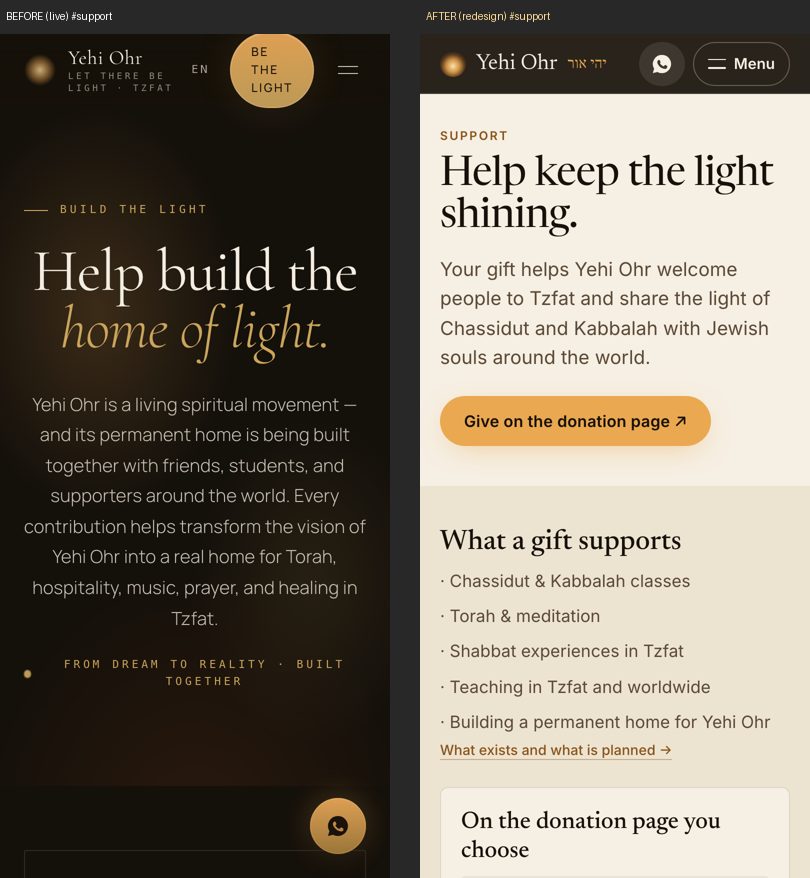 BEFORE (live) #support
Yehi Ohr
LET THERE BE
LIGHT · TZFAT
EN
BE
THE
LIGHT
BUILD THE LIGHT
Help build the
home of light.
Yehi Ohr is a living spiritual movement —
and its permanent home is being built
together with friends, students, and
supporters around the world. Every
contribution helps transform the vision of
Yehi Ohr into a real home for Torah,
hospitality, music, prayer, and healing in
Tzfat.
FROM DREAM TO REALITY · BUILT
TOGETHER
AFTER (redesign) #support
Yehi Ohr יהי אור
Menu
SUPPORT
Help keep the light
shining.
Your gift helps Yehi Ohr welcome
people to Tzfat and share the light of
Chassidut and Kabbalah with Jewish
souls around the world.
Give on the donation page ↗
What a gift supports
· Chassidut & Kabbalah classes
· Torah & meditation
· Shabbat experiences in Tzfat
· Teaching in Tzfat and worldwide
· Building a permanent home for Yehi Ohr
What exists and what is planned →
On the donation page you
choose